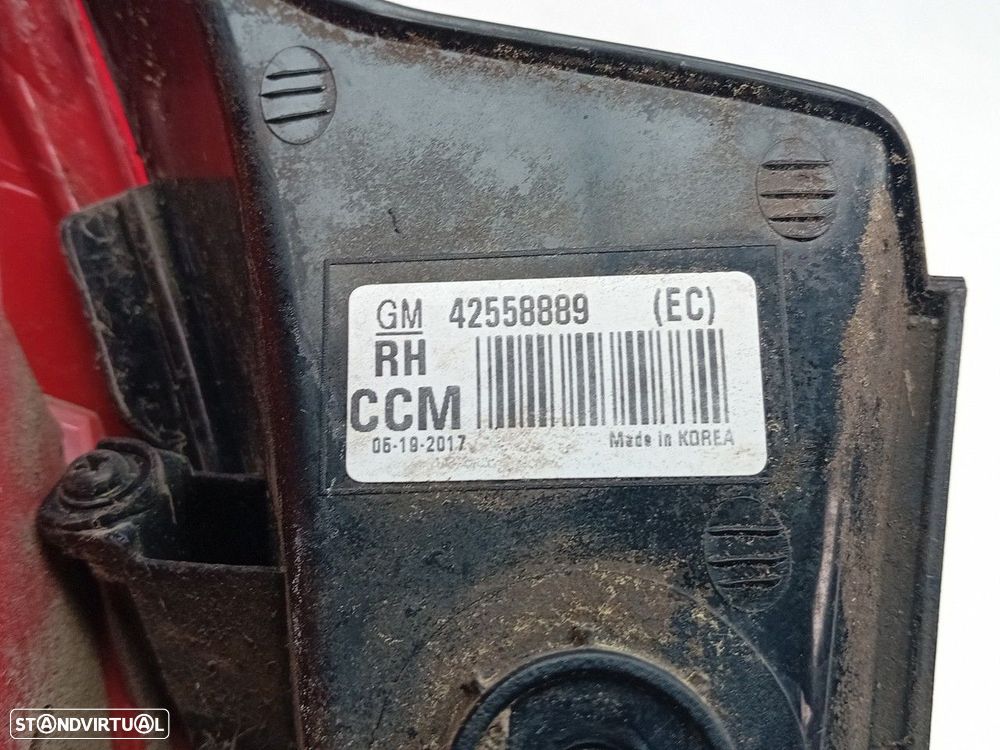 GM 42558889 (EC)
RH
CCM
06-19-2017 Made in KOREA
STANDVIRTUAL